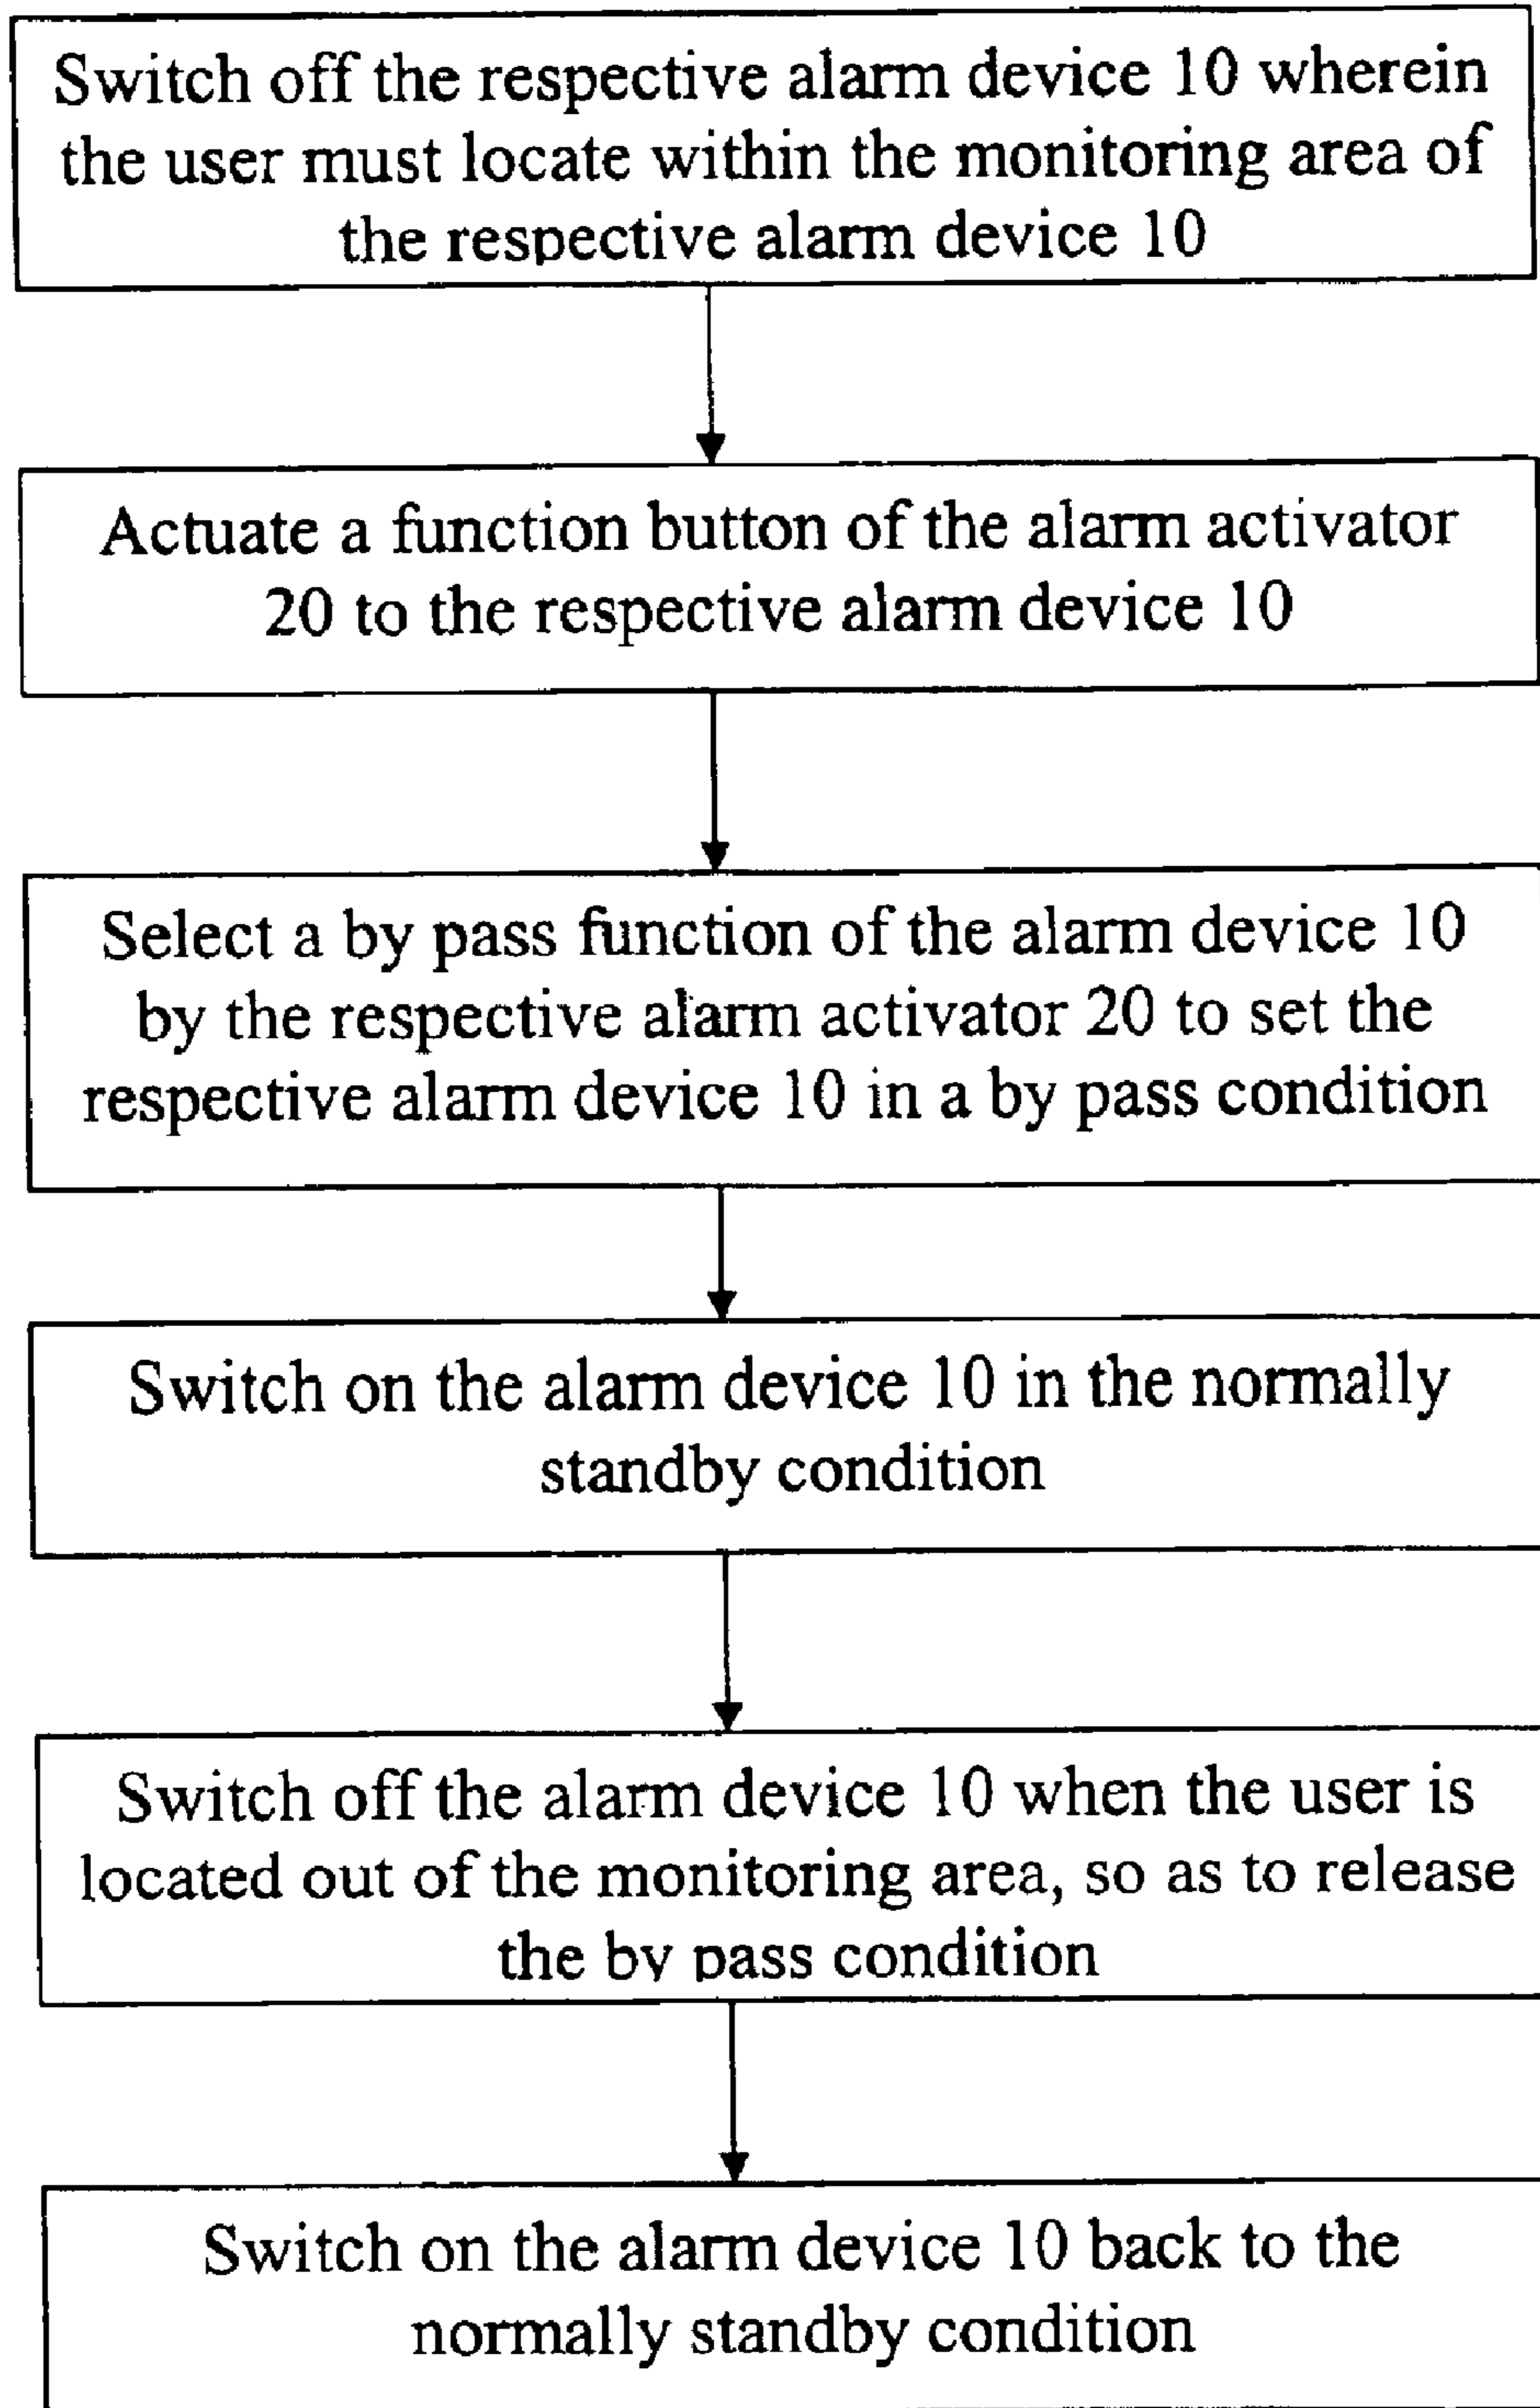 Switch off the respective alarm device 10 wherein
the user must locate within the monitoring area of
the respective alarm device 10
Actuate a function button of the alarm activator
20 to the respective alarm device 10
Select a by pass function of the alarm device 10
by the respective alarm activator 20 to set the
respective alarm device 10 in a by pass condition
Switch on the alarm device 10 in the normally
standby condition
Switch off the alarm device 10 when the user is
located out of the monitoring area, so as to release
the by pass condition
Switch on the alarm device 10 back to the
normally standby condition